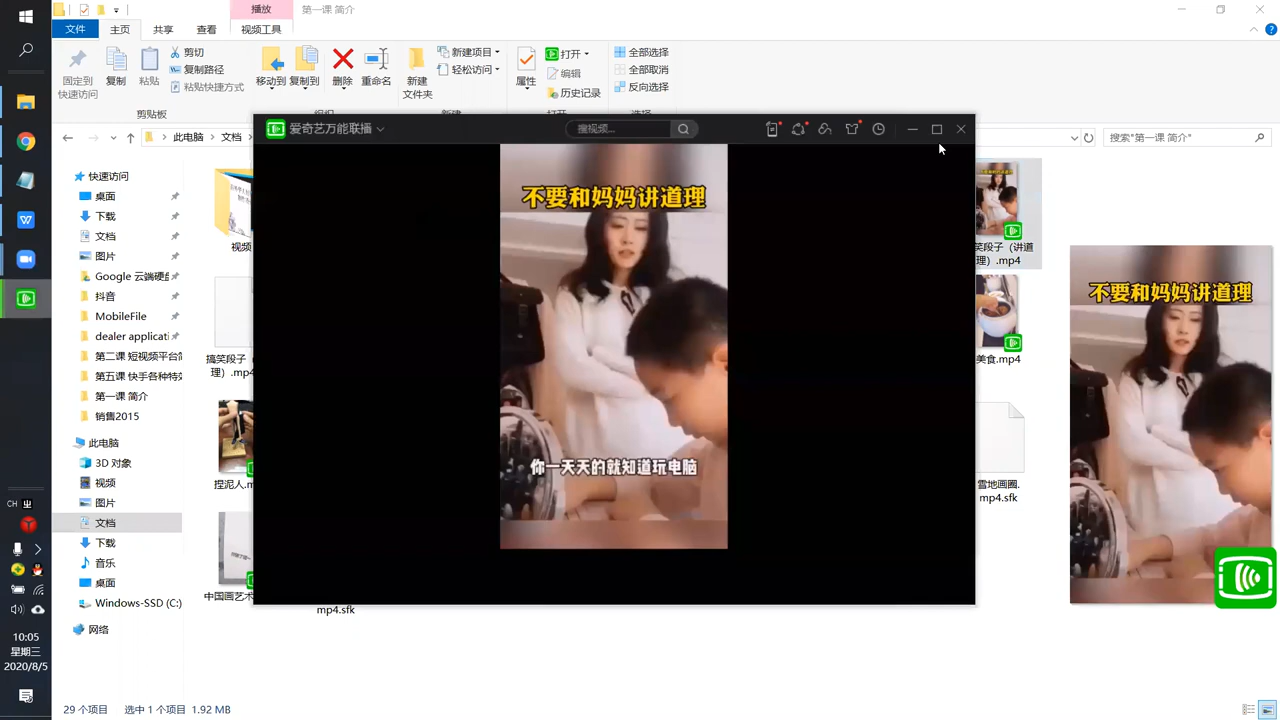 播放
第一课 简介
文件
主页
共享
查看
视频工具
固定到
快速访问
复制
粘贴
剪切
复制路径
粘贴快捷方式
剪贴板
移动到
复制到
删除
重命名
新建
文件夹
新建项目
轻松访问
属性
打开
编辑
历史记录
全部选择
全部取消
反向选择
此电脑
文档
搜索"第一课 简介"
爱奇艺万能联播
搜视频...
不要和妈妈讲道理
你一天天的就知道玩电脑
快速访问
桌面
下载
文档
图片
Google 云端硬盘
抖音
MobileFile
dealer applicati
第二课 短视频平台简
第五课 快手各种特效
第一课 简介
销售2015
此电脑
3D 对象
视频
图片
文档
下载
音乐
桌面
Windows-SSD (C:)
网络
视频
搞笑段子（
理）.mp4
捏泥人.m
中国画艺术
mp4.sfk
笑段子（讲道
理）.mp4
美食.mp4
雪地画圈.
mp4.sfk
不要和妈妈讲道理
CH
10:05
星期三
2020/8/5
29 个项目
选中 1 个项目 1.92 MB